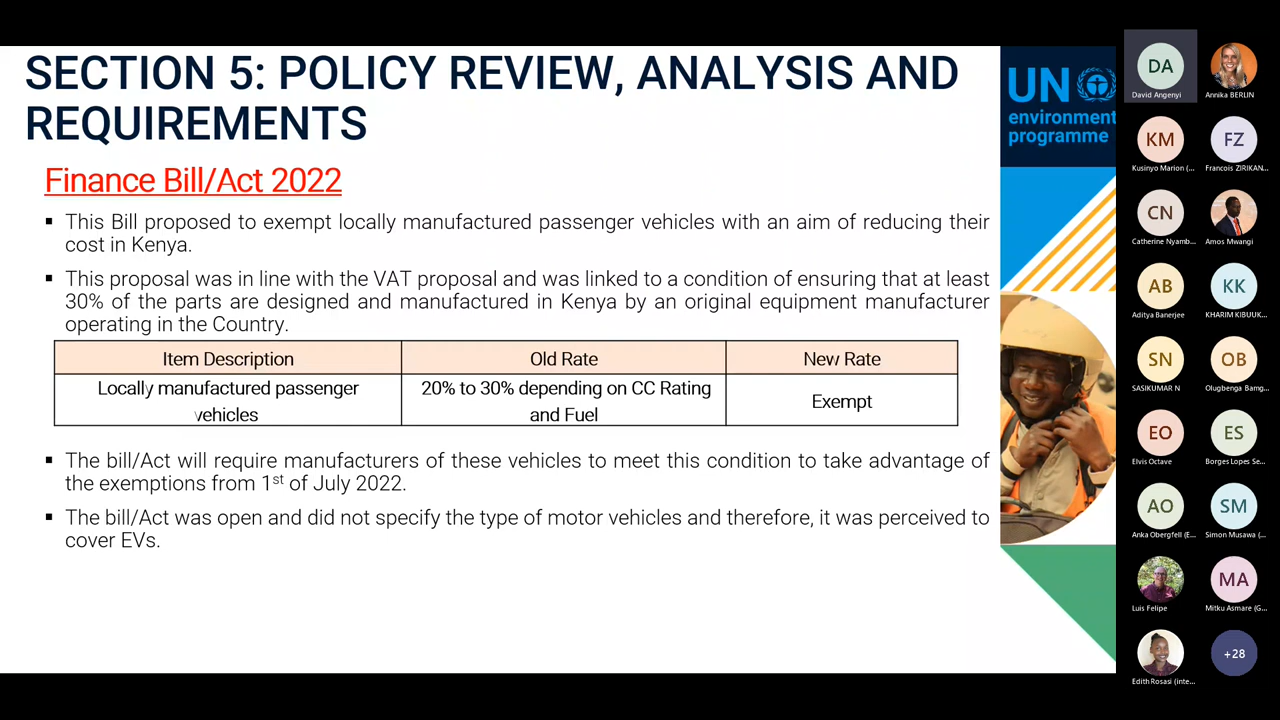 SECTION 5: POLICY REVIEW, ANALYSIS AND
REQUIREMENTS
Finance Bill/Act 2022
▪ This Bill proposed to exempt locally manufactured passenger vehicles with an aim of reducing their
cost in Kenya.
▪ This proposal was in line with the VAT proposal and was linked to a condition of ensuring that at least
30% of the parts are designed and manufactured in Kenya by an original equipment manufacturer
operating in the Country.
Item Description Old Rate New Rate
Locally manufactured passenger
vehicles
20% to 30% depending on CC Rating
and Fuel
Exempt
▪ The bill/Act will require manufacturers of these vehicles to meet this condition to take advantage of
the exemptions from 1st of July 2022.
▪ The bill/Act was open and did not specify the type of motor vehicles and therefore, it was perceived to
cover EVs.
UN
environment
programme
DA
David Angenyi
Annika BERLIN
KM
Kusinyo Marion (...
FZ
Francois ZIRIKAN...
CN
Catherine Nyamb...
Amos Mwangi
AB
Aditya Banerjee
KK
KHARIM KIBUUK...
SN
SASIKUMAR N
OB
Olugbenga Bamg...
EO
Elvis Octave
ES
Borges Lopes Se...
AO
Anka Obergfell (E...
SM
Simon Musawa (...
Luis Felipe
MA
Mitku Asmare (G...
Edith Rosasi (inte...
+28